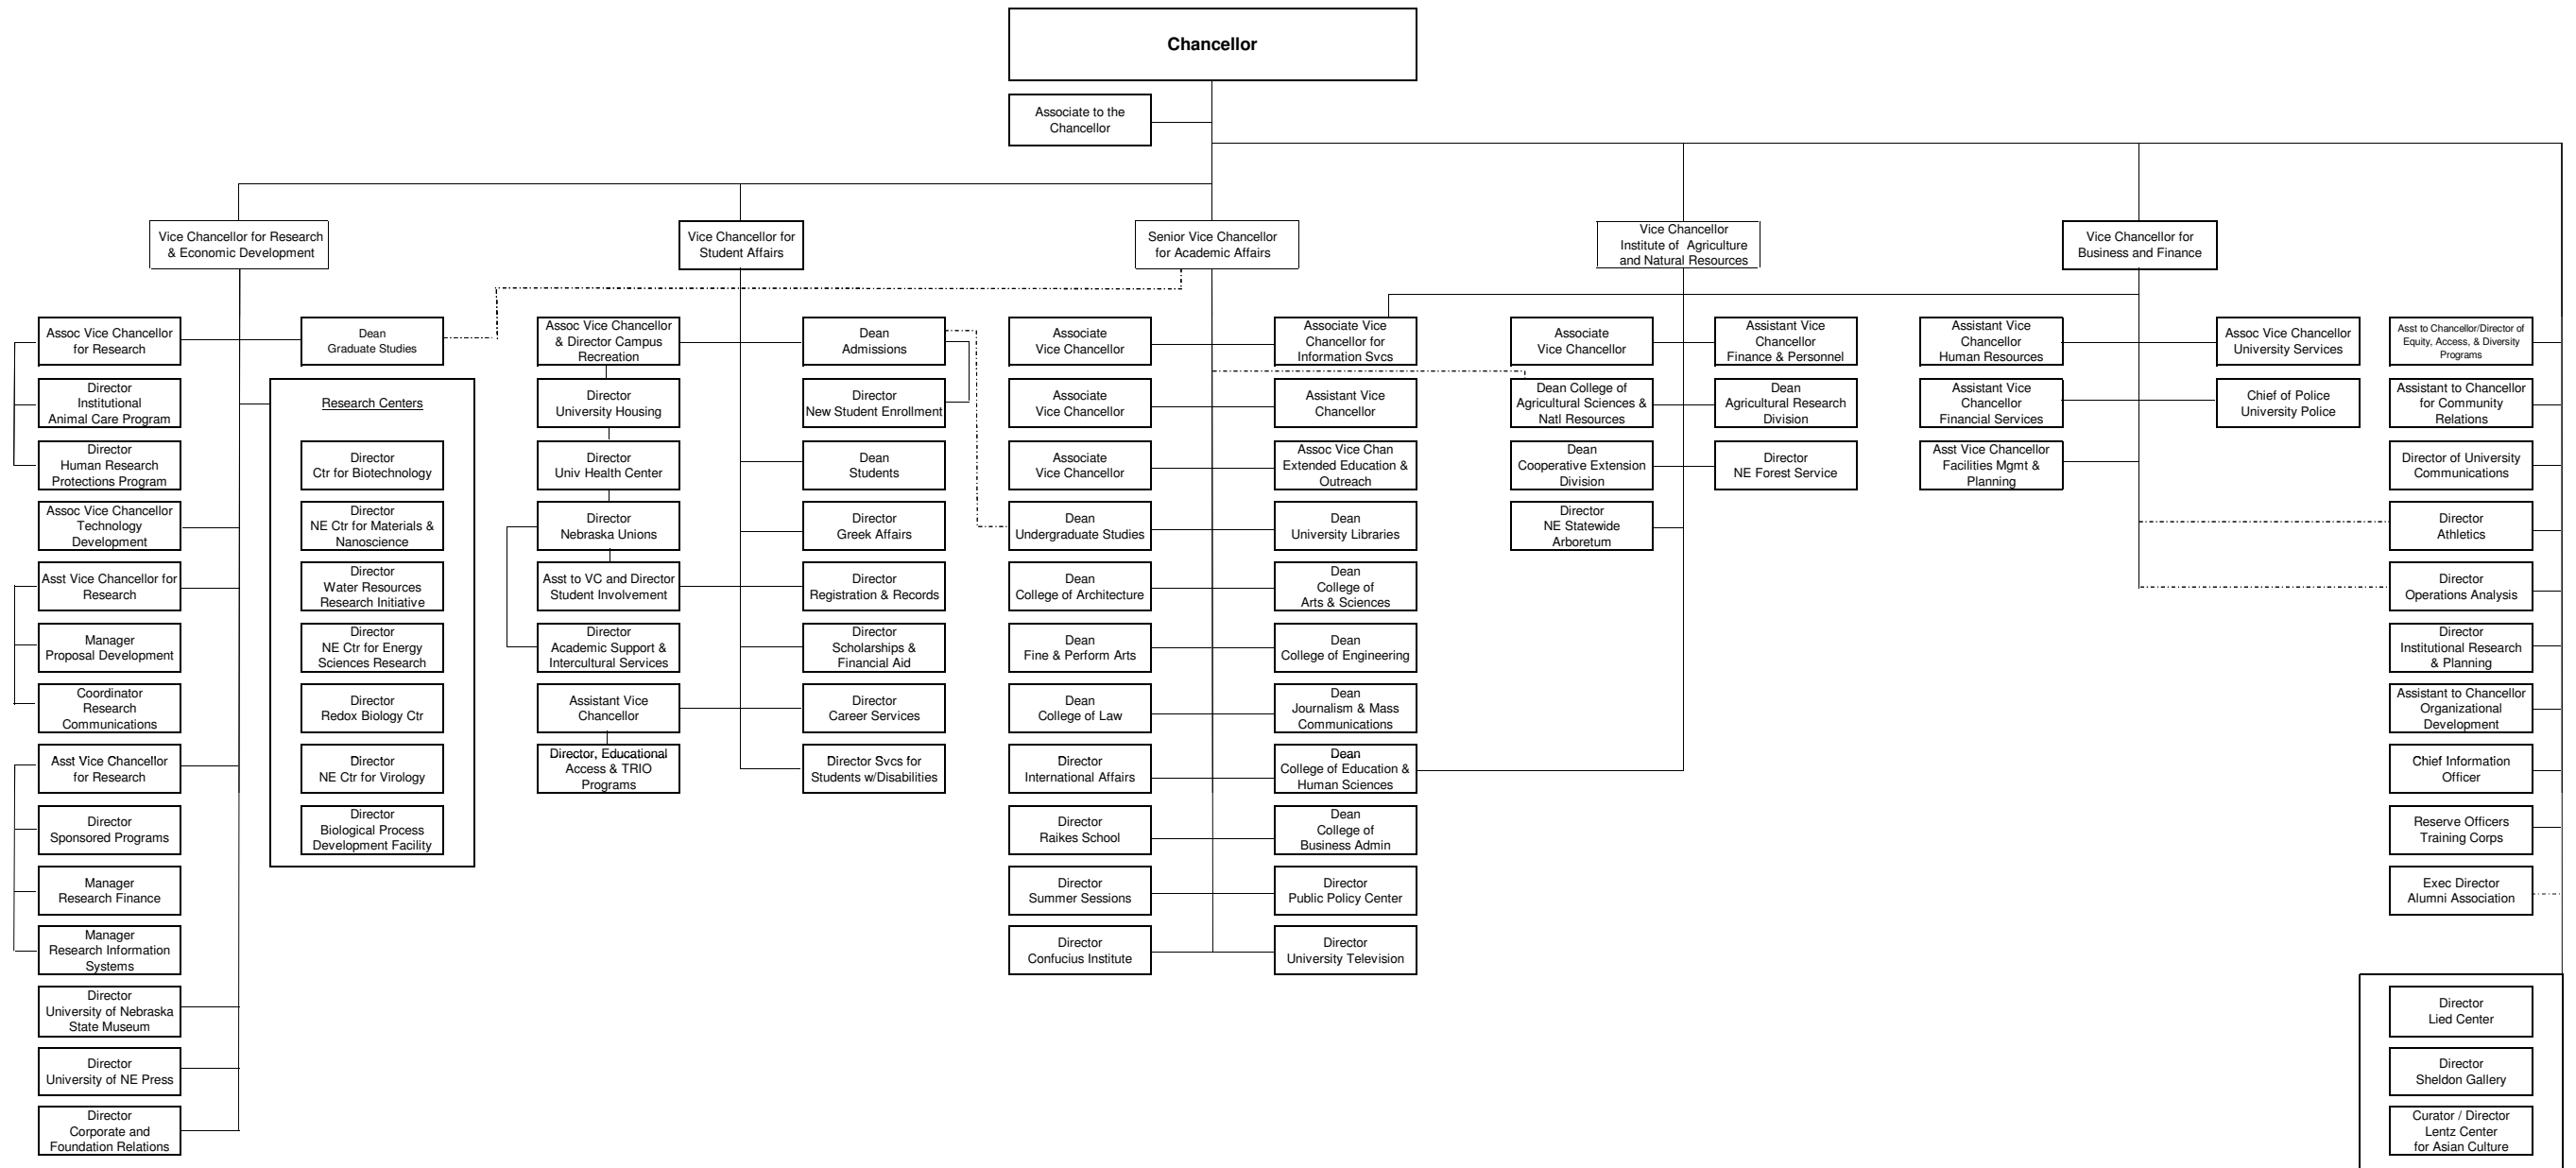 Chancellor
Associate to the
Chancellor
Vice Chancellor for Research
& Economic Development
Vice Chancellor for
Student Affairs
Senior Vice Chancellor
for Academic Affairs
Vice Chancellor
Institute of Agriculture
and Natural Resources
Vice Chancellor for
Business and Finance
Assoc Vice Chancellor
for Research
Director
Institutional
Animal Care Program
Director
Human Research
Protections Program
Assoc Vice Chancellor
Technology
Development
Asst Vice Chancellor for
Research
Manager
Proposal Development
Coordinator
Research
Communications
Asst Vice Chancellor
for Research
Director
Sponsored Programs
Manager
Research Finance
Manager
Research Information
Systems
Director
University of Nebraska
State Museum
Director
University of NE Press
Director
Corporate and
Foundation Relations
Dean
Graduate Studies
Research Centers
Director
Ctr for Biotechnology
Director
NE Ctr for Materials &
Nanoscience
Director
Water Resources
Research Initiative
Director
NE Ctr for Energy
Sciences Research
Director
Redox Biology Ctr
Director
NE Ctr for Virology
Director
Biological Process
Development Facility
Assoc Vice Chancellor
& Director Campus
Recreation
Director
University Housing
Director
Univ Health Center
Director
Nebraska Unions
Asst to VC and Director
Student Involvement
Director
Academic Support &
Intercultural Services
Assistant Vice
Chancellor
Director, Educational
Access & TRIO
Programs
Dean
Admissions
Director
New Student Enrollment
Dean
Students
Director
Greek Affairs
Director
Registration & Records
Director
Scholarships &
Financial Aid
Director
Career Services
Director Svcs for
Students w/Disabilities
Associate
Vice Chancellor
Associate
Vice Chancellor
Associate
Vice Chancellor
Dean
Undergraduate Studies
Dean
College of Architecture
Dean
Fine & Perform Arts
Dean
College of Law
Director
International Affairs
Director
Raikes School
Director
Summer Sessions
Director
Confucius Institute
Associate Vice
Chancellor for
Information Svcs
Assistant Vice
Chancellor
Assoc Vice Chan
Extended Education &
Outreach
Dean
University Libraries
Dean
College of
Arts & Sciences
Dean
College of Engineering
Dean
Journalism & Mass
Communications
Dean
College of Education &
Human Sciences
Dean
College of
Business Admin
Director
Public Policy Center
Director
University Television
Associate
Vice Chancellor
Dean College of
Agricultural Sciences &
Natl Resources
Dean
Cooperative Extension
Division
Director
NE Statewide
Arboretum
Assistant Vice
Chancellor
Finance & Personnel
Dean
Agricultural Research
Division
Director
NE Forest Service
Assistant Vice
Chancellor
Human Resources
Assistant Vice
Chancellor
Financial Services
Asst Vice Chancellor
Facilities Mgmt &
Planning
Assoc Vice Chancellor
University Services
Chief of Police
University Police
Asst to Chancellor/Director of
Equity, Access, & Diversity
Programs
Assistant to Chancellor
for Community
Relations
Director of University
Communications
Director
Athletics
Director
Operations Analysis
Director
Institutional Research
& Planning
Assistant to Chancellor
Organizational
Development
Chief Information
Officer
Reserve Officers
Training Corps
Exec Director
Alumni Association
Director
Lied Center
Director
Sheldon Gallery
Curator / Director
Lentz Center
for Asian Culture